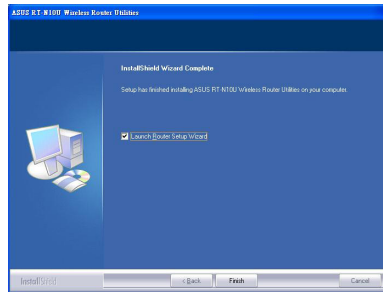 ASUS RT-N10U Wireless Router Utilities
InstallShield Wizard Complete
Setup has finished installing ASUS RT-N10U Wireless Router Utilities on your computer.
Launch Router Setup Wizard
InstallShield
< Back
Finish
Cancel